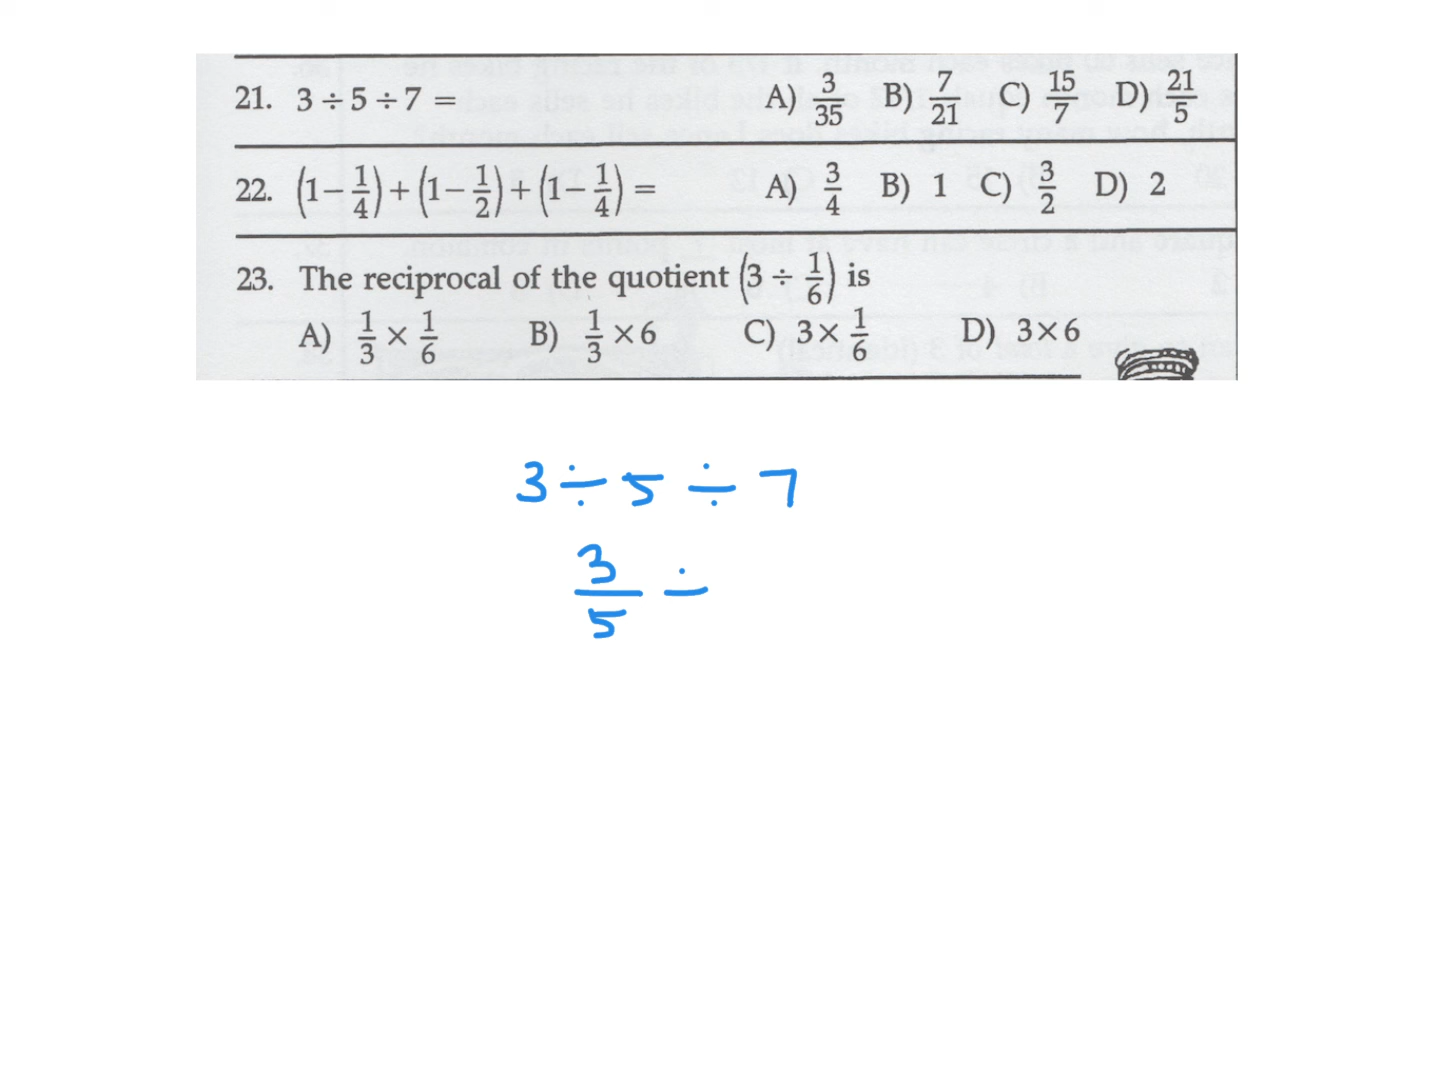 21. 3 ÷ 5 ÷ 7 = A) 3/35 B) 7/21 C) 15/7 D) 21/5
22. (1 − 1/4) + (1 − 1/2) + (1 − 1/4) = A) 3/4 B) 1 C) 3/2 D) 2
23. The reciprocal of the quotient (3 ÷ 1/6) is
A) 1/3 × 1/6 B) 1/3 × 6 C) 3 × 1/6 D) 3 × 6
3 ÷ 5 ÷ 7
3/5 ÷